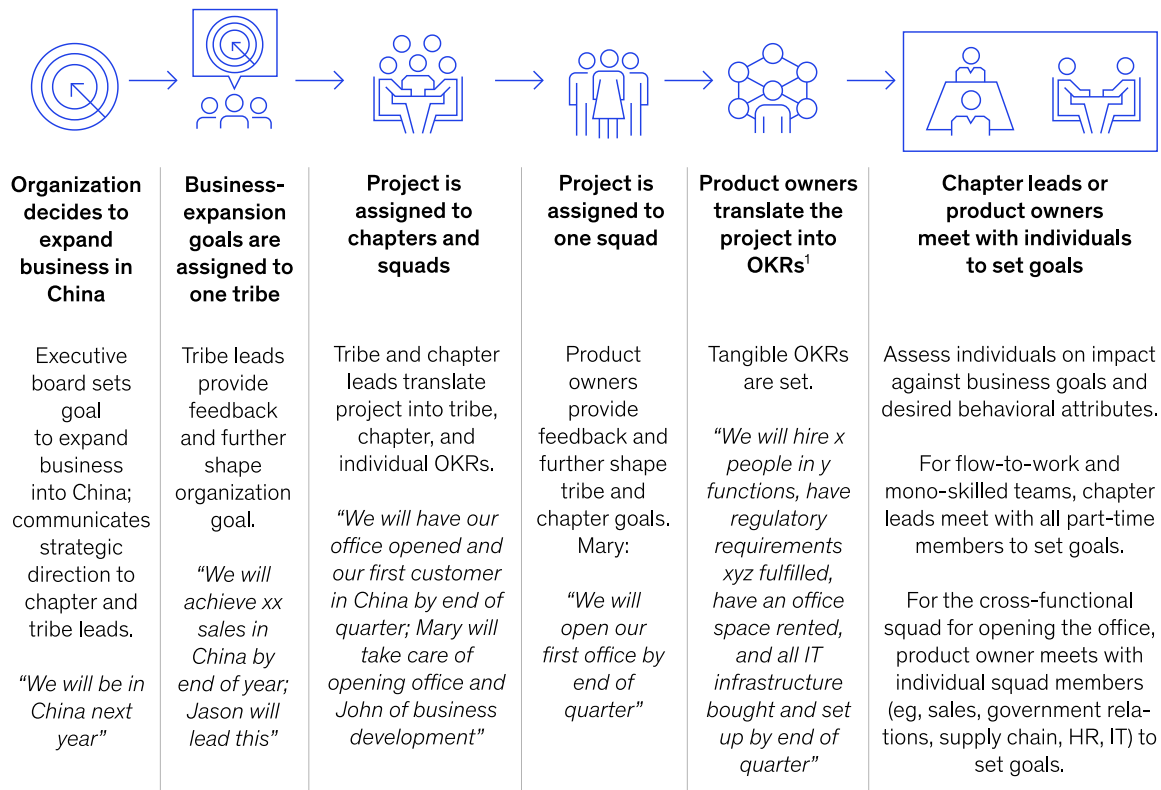 Organization
decides to
expand
business in
China
Executive
board sets
goal
to expand
business
into China;
communicates
strategic
direction to
chapter and
tribe leads.
“We will be in
China next
year”
Business-
expansion
goals are
assigned to
one tribe
Tribe leads
provide
feedback
and further
shape
organization
goal.
“We will
achieve xx
sales in
China by
end of year;
Jason will
lead this”
Project is
assigned to
chapters and
squads
Tribe and chapter
leads translate
project into tribe,
chapter, and
individual OKRs.
“We will have our
office opened and
our first customer
in China by end of
quarter; Mary will
take care of
opening office and
John of business
development”
Project is
assigned to
one squad
Product
owners
provide
feedback and
further shape
tribe and
chapter goals.
Mary:
“We will
open our
first office by
end of
quarter”
Product owners
translate the
project into
OKRs¹
Tangible OKRs
are set.
“We will hire x
people in y
functions, have
regulatory
requirements
xyz fulfilled,
have an office
space rented,
and all IT
infrastructure
bought and set
up by end of
quarter”
Chapter leads or
product owners
meet with individuals
to set goals
Assess individuals on impact
against business goals and
desired behavioral attributes.
For flow-to-work and
mono-skilled teams, chapter
leads meet with all part-time
members to set goals.
For the cross-functional
squad for opening the office,
product owner meets with
individual squad members
(eg, sales, government rela-
tions, supply chain, HR, IT) to
set goals.